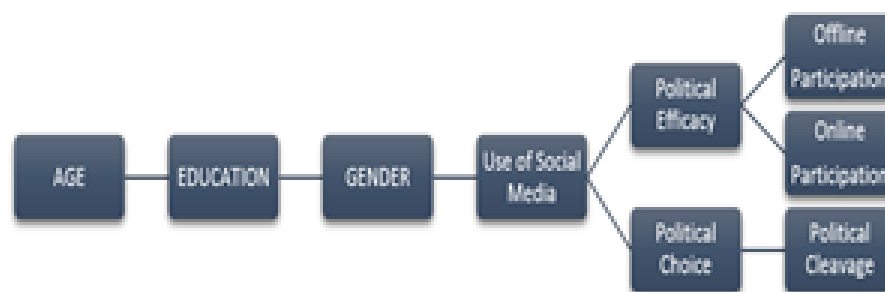 AGE
EDUCATION
GENDER
Use of Social
Media
Political
Efficacy
Offline
Participation
Online
Participation
Political
Choice
Political
Cleavage